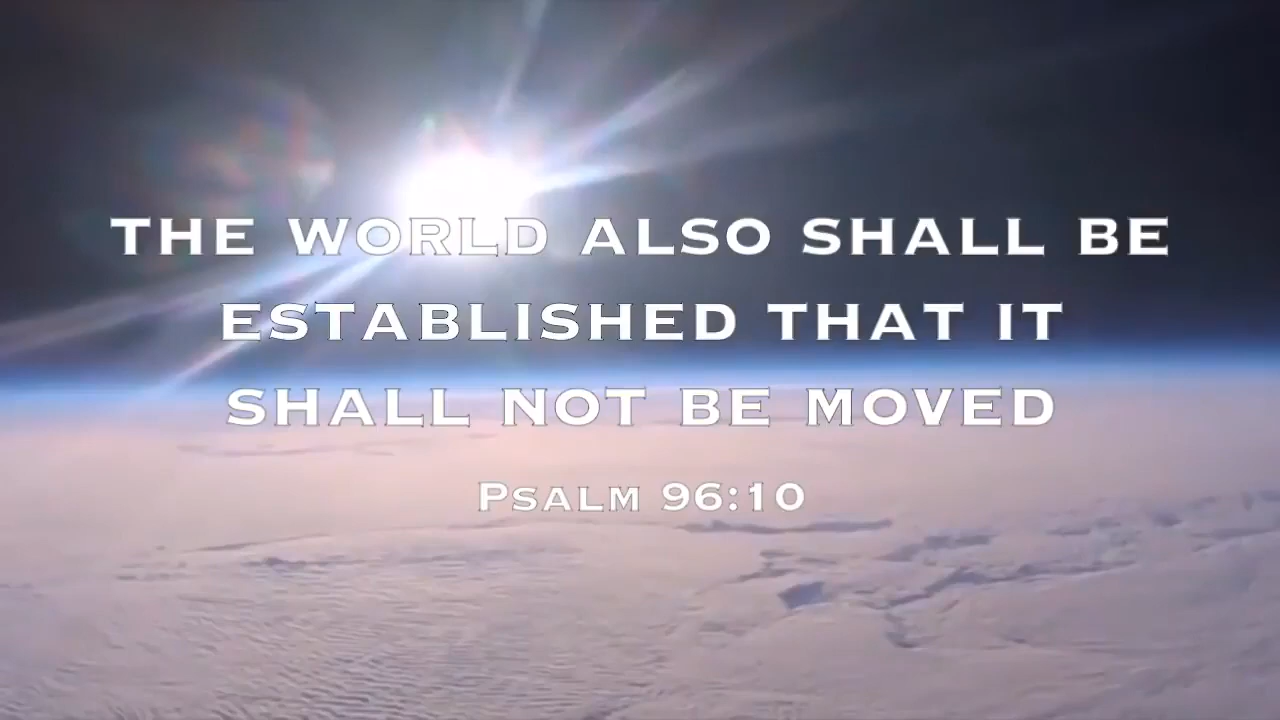 THE WORLD ALSO SHALL BE
ESTABLISHED THAT IT
SHALL NOT BE MOVED
PSALM 96:10